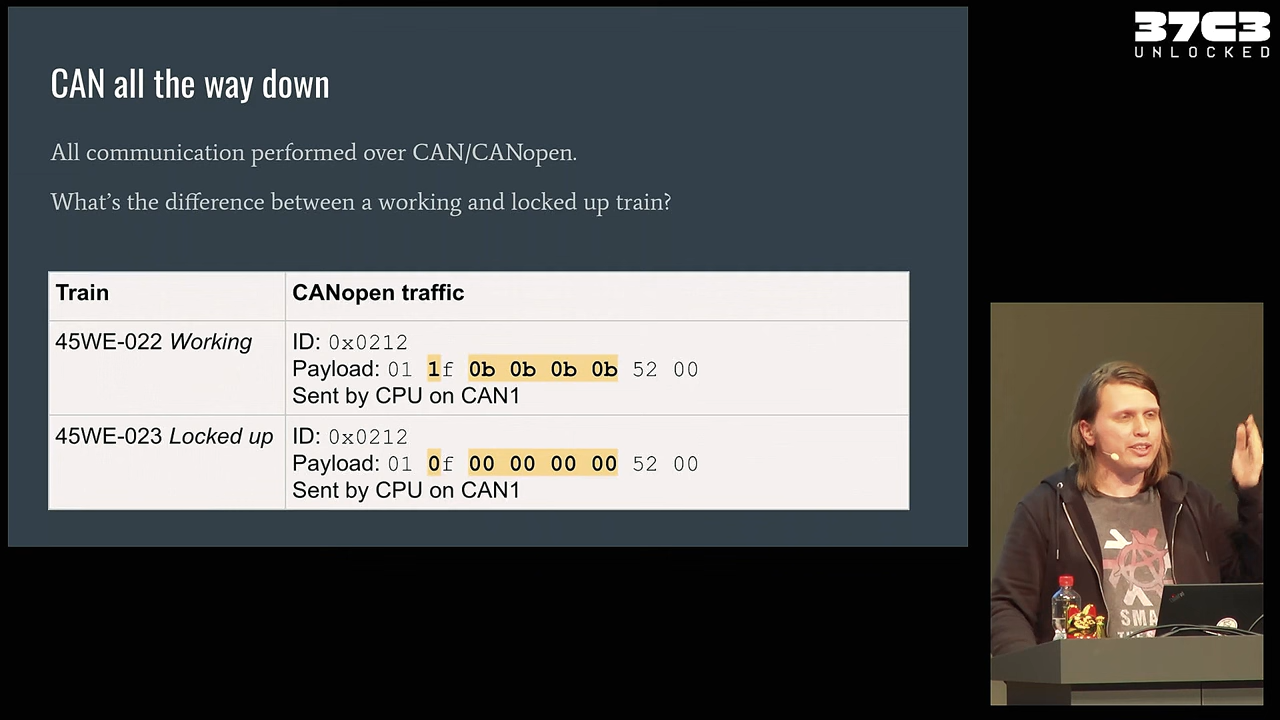 37C3
UNLOCKED
CAN all the way down
All communication performed over CAN/CANopen.
What's the difference between a working and locked up train?
Train
CANopen traffic
45WE-022 Working
ID: 0x0212
Payload: 01 1f 0b 0b 0b 0b 52 00
Sent by CPU on CAN1
45WE-023 Locked up
ID: 0x0212
Payload: 01 0f 00 00 00 00 52 00
Sent by CPU on CAN1
SMA